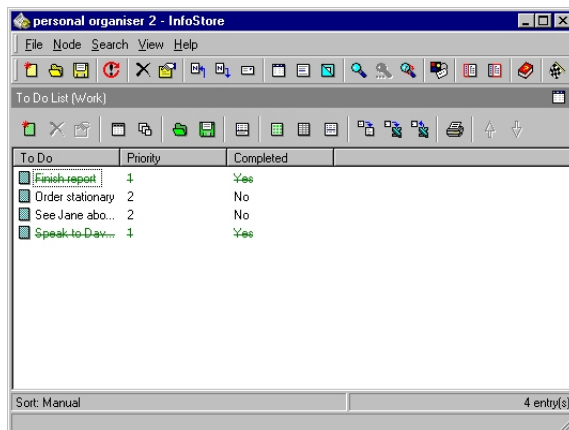 personal organiser 2 - InfoStore
File Node Search View Help
To Do List (Work)
To Do Priority Completed
Finish report 1 Yes
Order stationary 2 No
See Jane abo... 2 No
Speak to Dav... 1 Yes
Sort: Manual 4 entry(s)